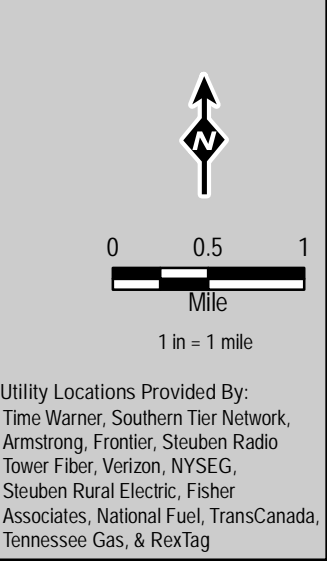 N
0 0.5 1
Mile
1 in = 1 mile
Utility Locations Provided By:
Time Warner, Southern Tier Network,
Armstrong, Frontier, Steuben Radio
Tower Fiber, Verizon, NYSEG,
Steuben Rural Electric, Fisher
Associates, National Fuel, TransCanada,
Tennessee Gas, & RexTag